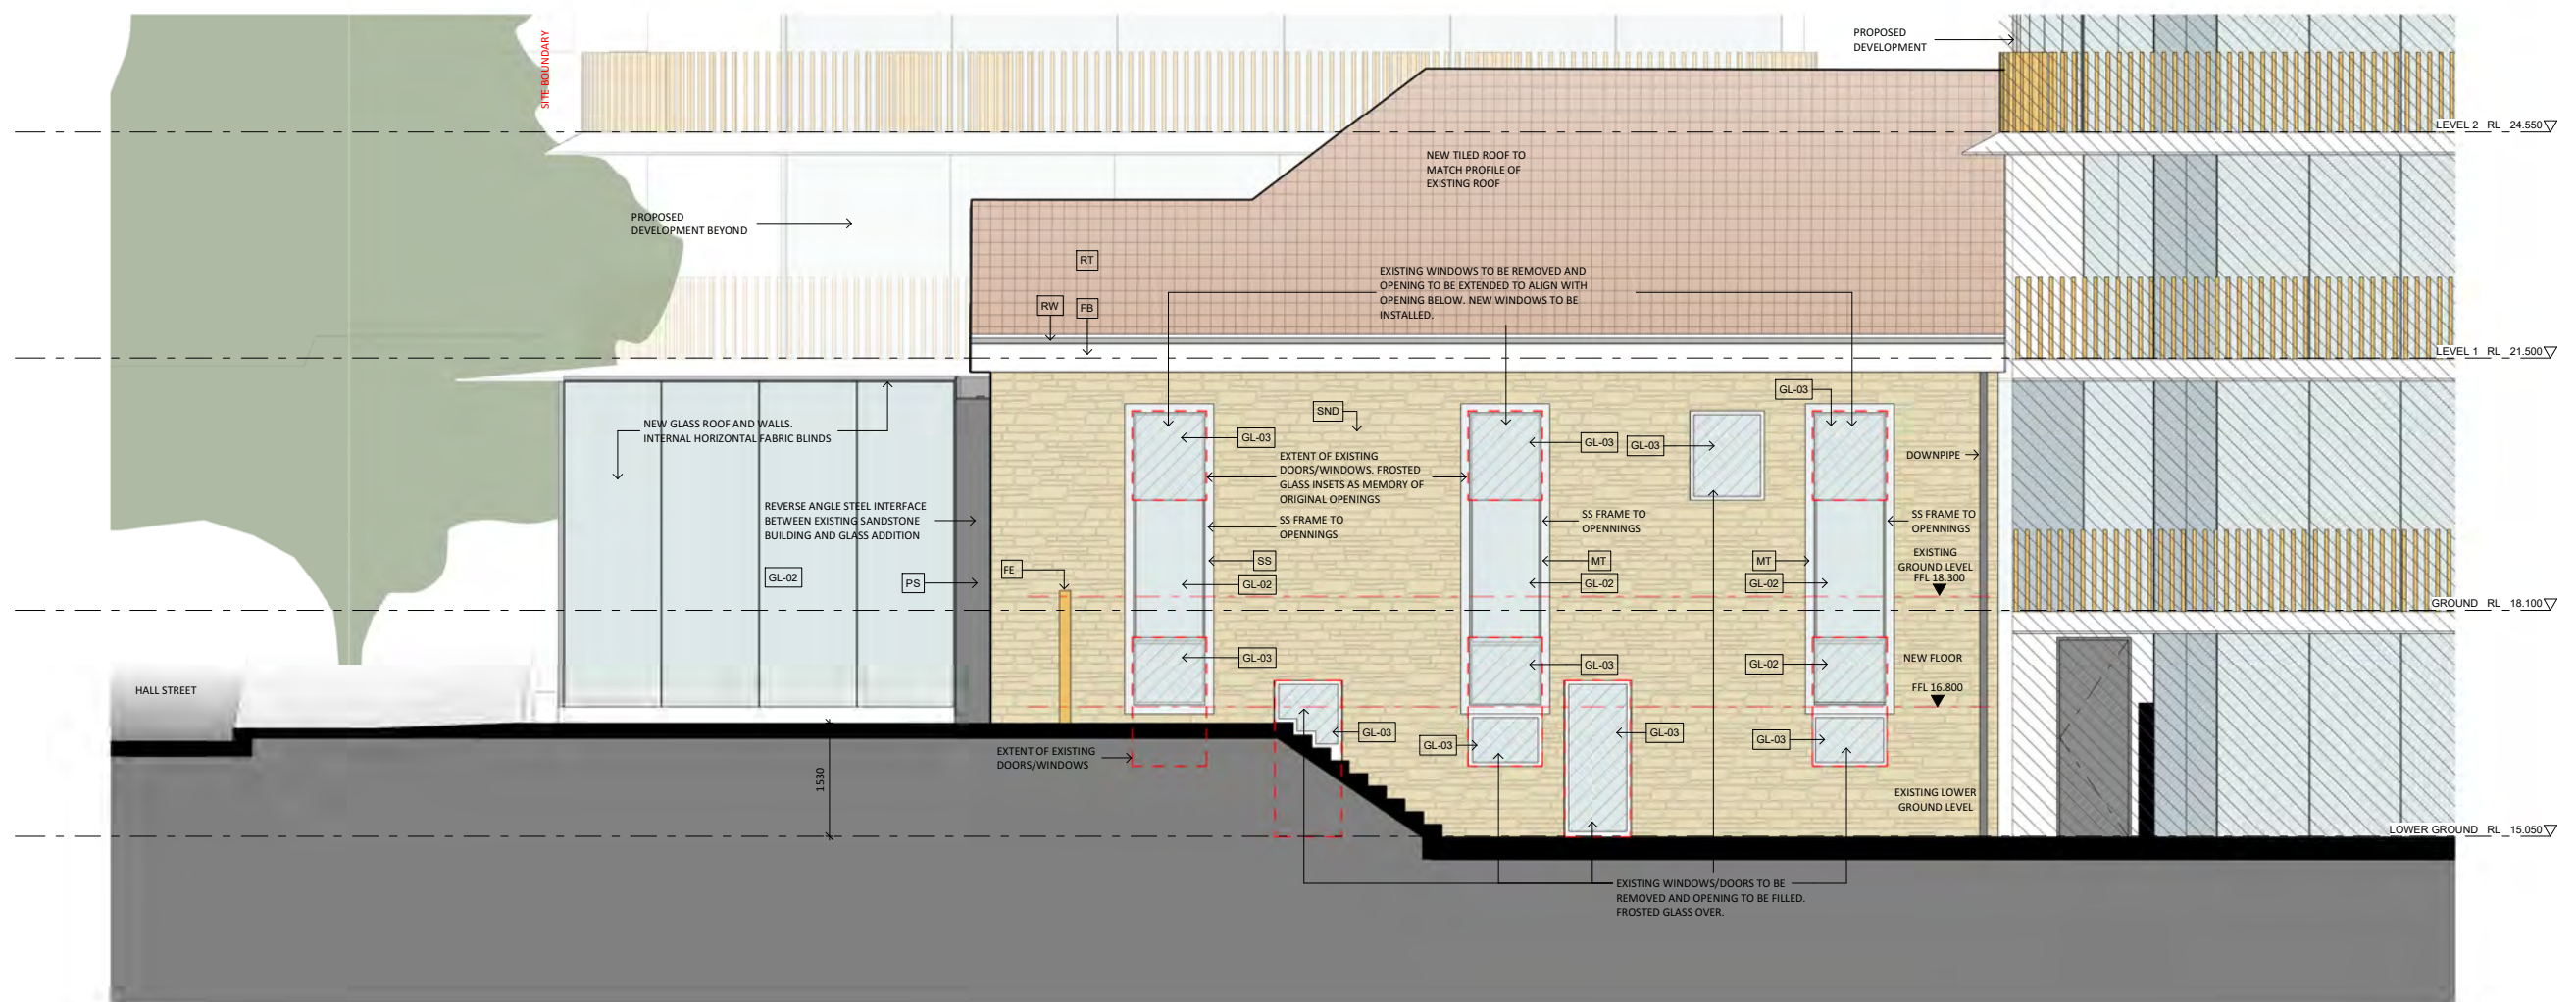 SITE BOUNDARY
PROPOSED
DEVELOPMENT
LEVEL 2 RL 24.550
NEW TILED ROOF TO
MATCH PROFILE OF
EXISTING ROOF
PROPOSED
DEVELOPMENT BEYOND
RT
EXISTING WINDOWS TO BE REMOVED AND
OPENING TO BE EXTENDED TO ALIGN WITH
OPENING BELOW. NEW WINDOWS TO BE
INSTALLED.
RW
FB
LEVEL 1 RL 21.500
GL-03
SND
NEW GLASS ROOF AND WALLS.
INTERNAL HORIZONTAL FABRIC BLINDS
GL-03
GL-03
GL-03
EXTENT OF EXISTING
DOORS/WINDOWS. FROSTED
GLASS INSETS AS MEMORY OF
ORIGINAL OPENINGS
DOWNPIPE
REVERSE ANGLE STEEL INTERFACE
BETWEEN EXISTING SANDSTONE
BUILDING AND GLASS ADDITION
SS FRAME TO
OPENNINGS
SS FRAME TO
OPENNINGS
SS FRAME TO
OPENNINGS
SS
MT
MT
EXISTING
GROUND LEVEL
FFL 18.300
FE
GL-02
PS
GL-02
GL-02
GL-02
GROUND RL 18.100
GL-03
GL-03
GL-02
NEW FLOOR
HALL STREET
FFL 16.800
GL-03
GL-03
GL-03
GL-03
EXTENT OF EXISTING
DOORS/WINDOWS
1530
EXISTING LOWER
GROUND LEVEL
LOWER GROUND RL 15.050
EXISTING WINDOWS/DOORS TO BE
REMOVED AND OPENING TO BE FILLED.
FROSTED GLASS OVER.